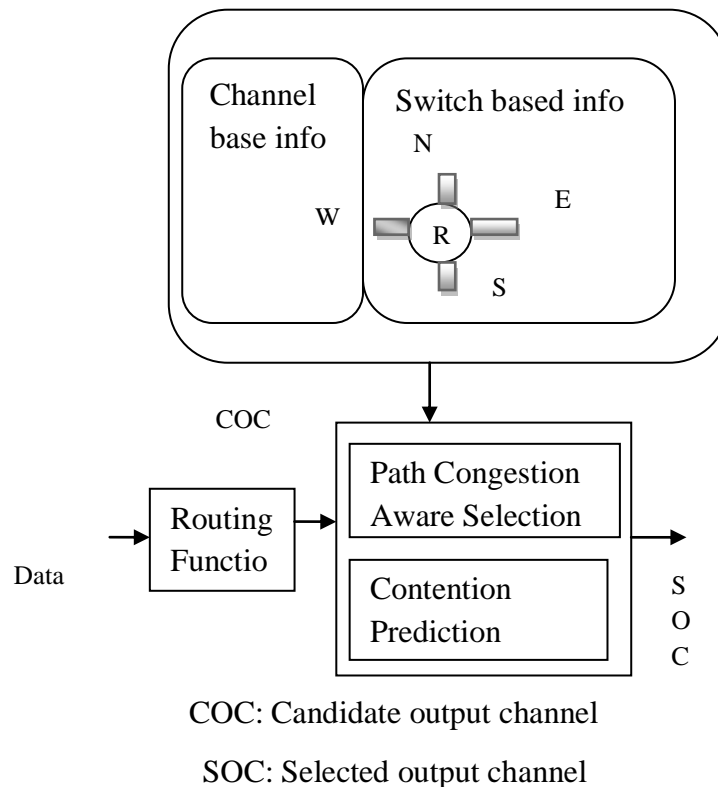 Channel
base info
Switch based info
N
W
E
R
S
COC
Path Congestion
Aware Selection
Routing
Functio
Data
Contention
Prediction
S
O
C
COC: Candidate output channel
SOC: Selected output channel